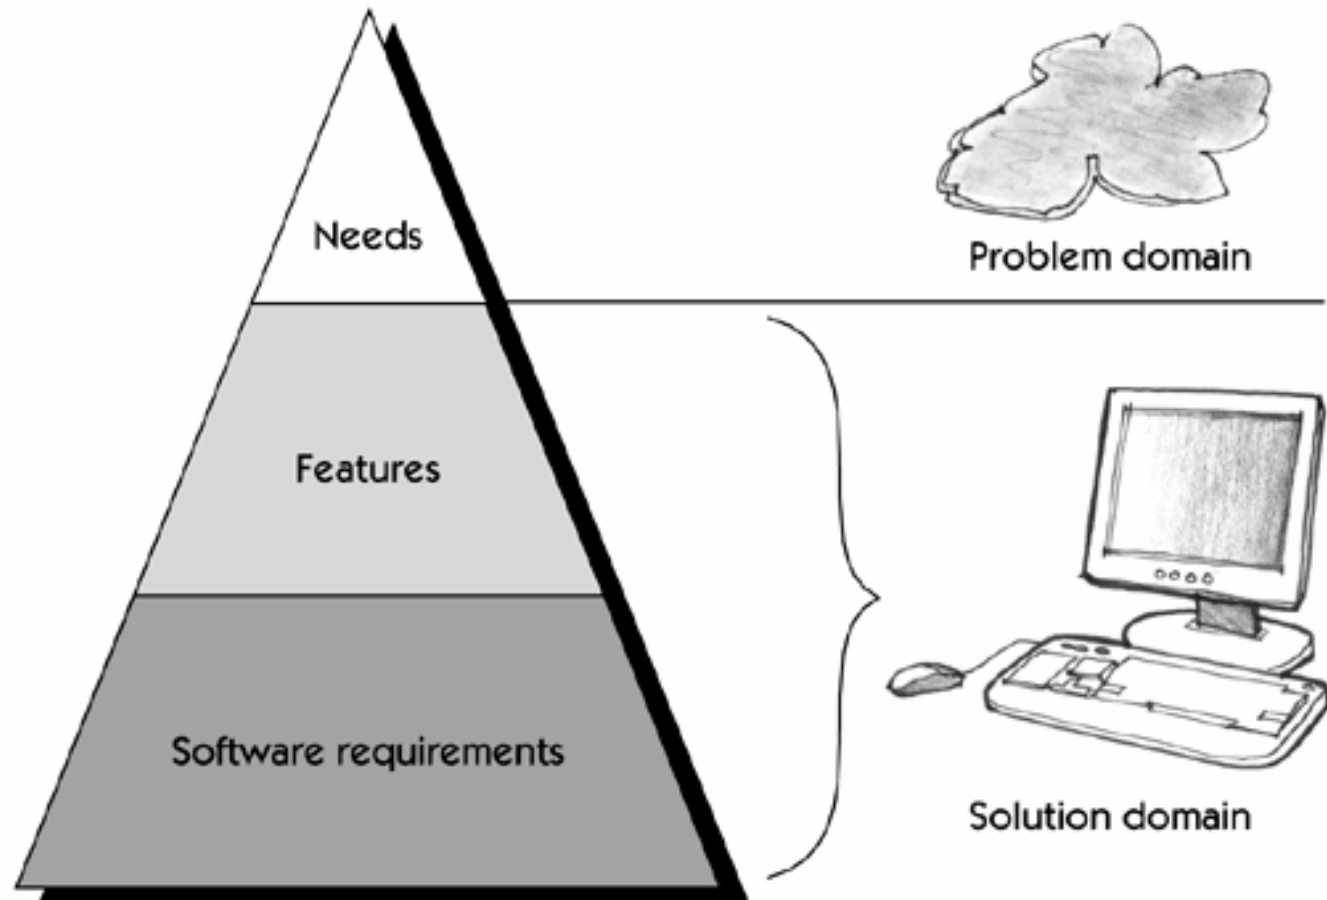 Needs
Problem domain
Features
Software requirements
Solution domain